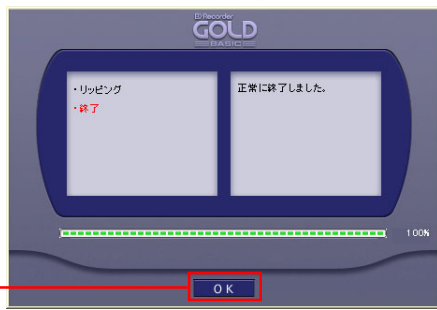 B's Recorder
GOLD
BASIC
・リッピング
・終了
正常に終了しました。
100%
OK